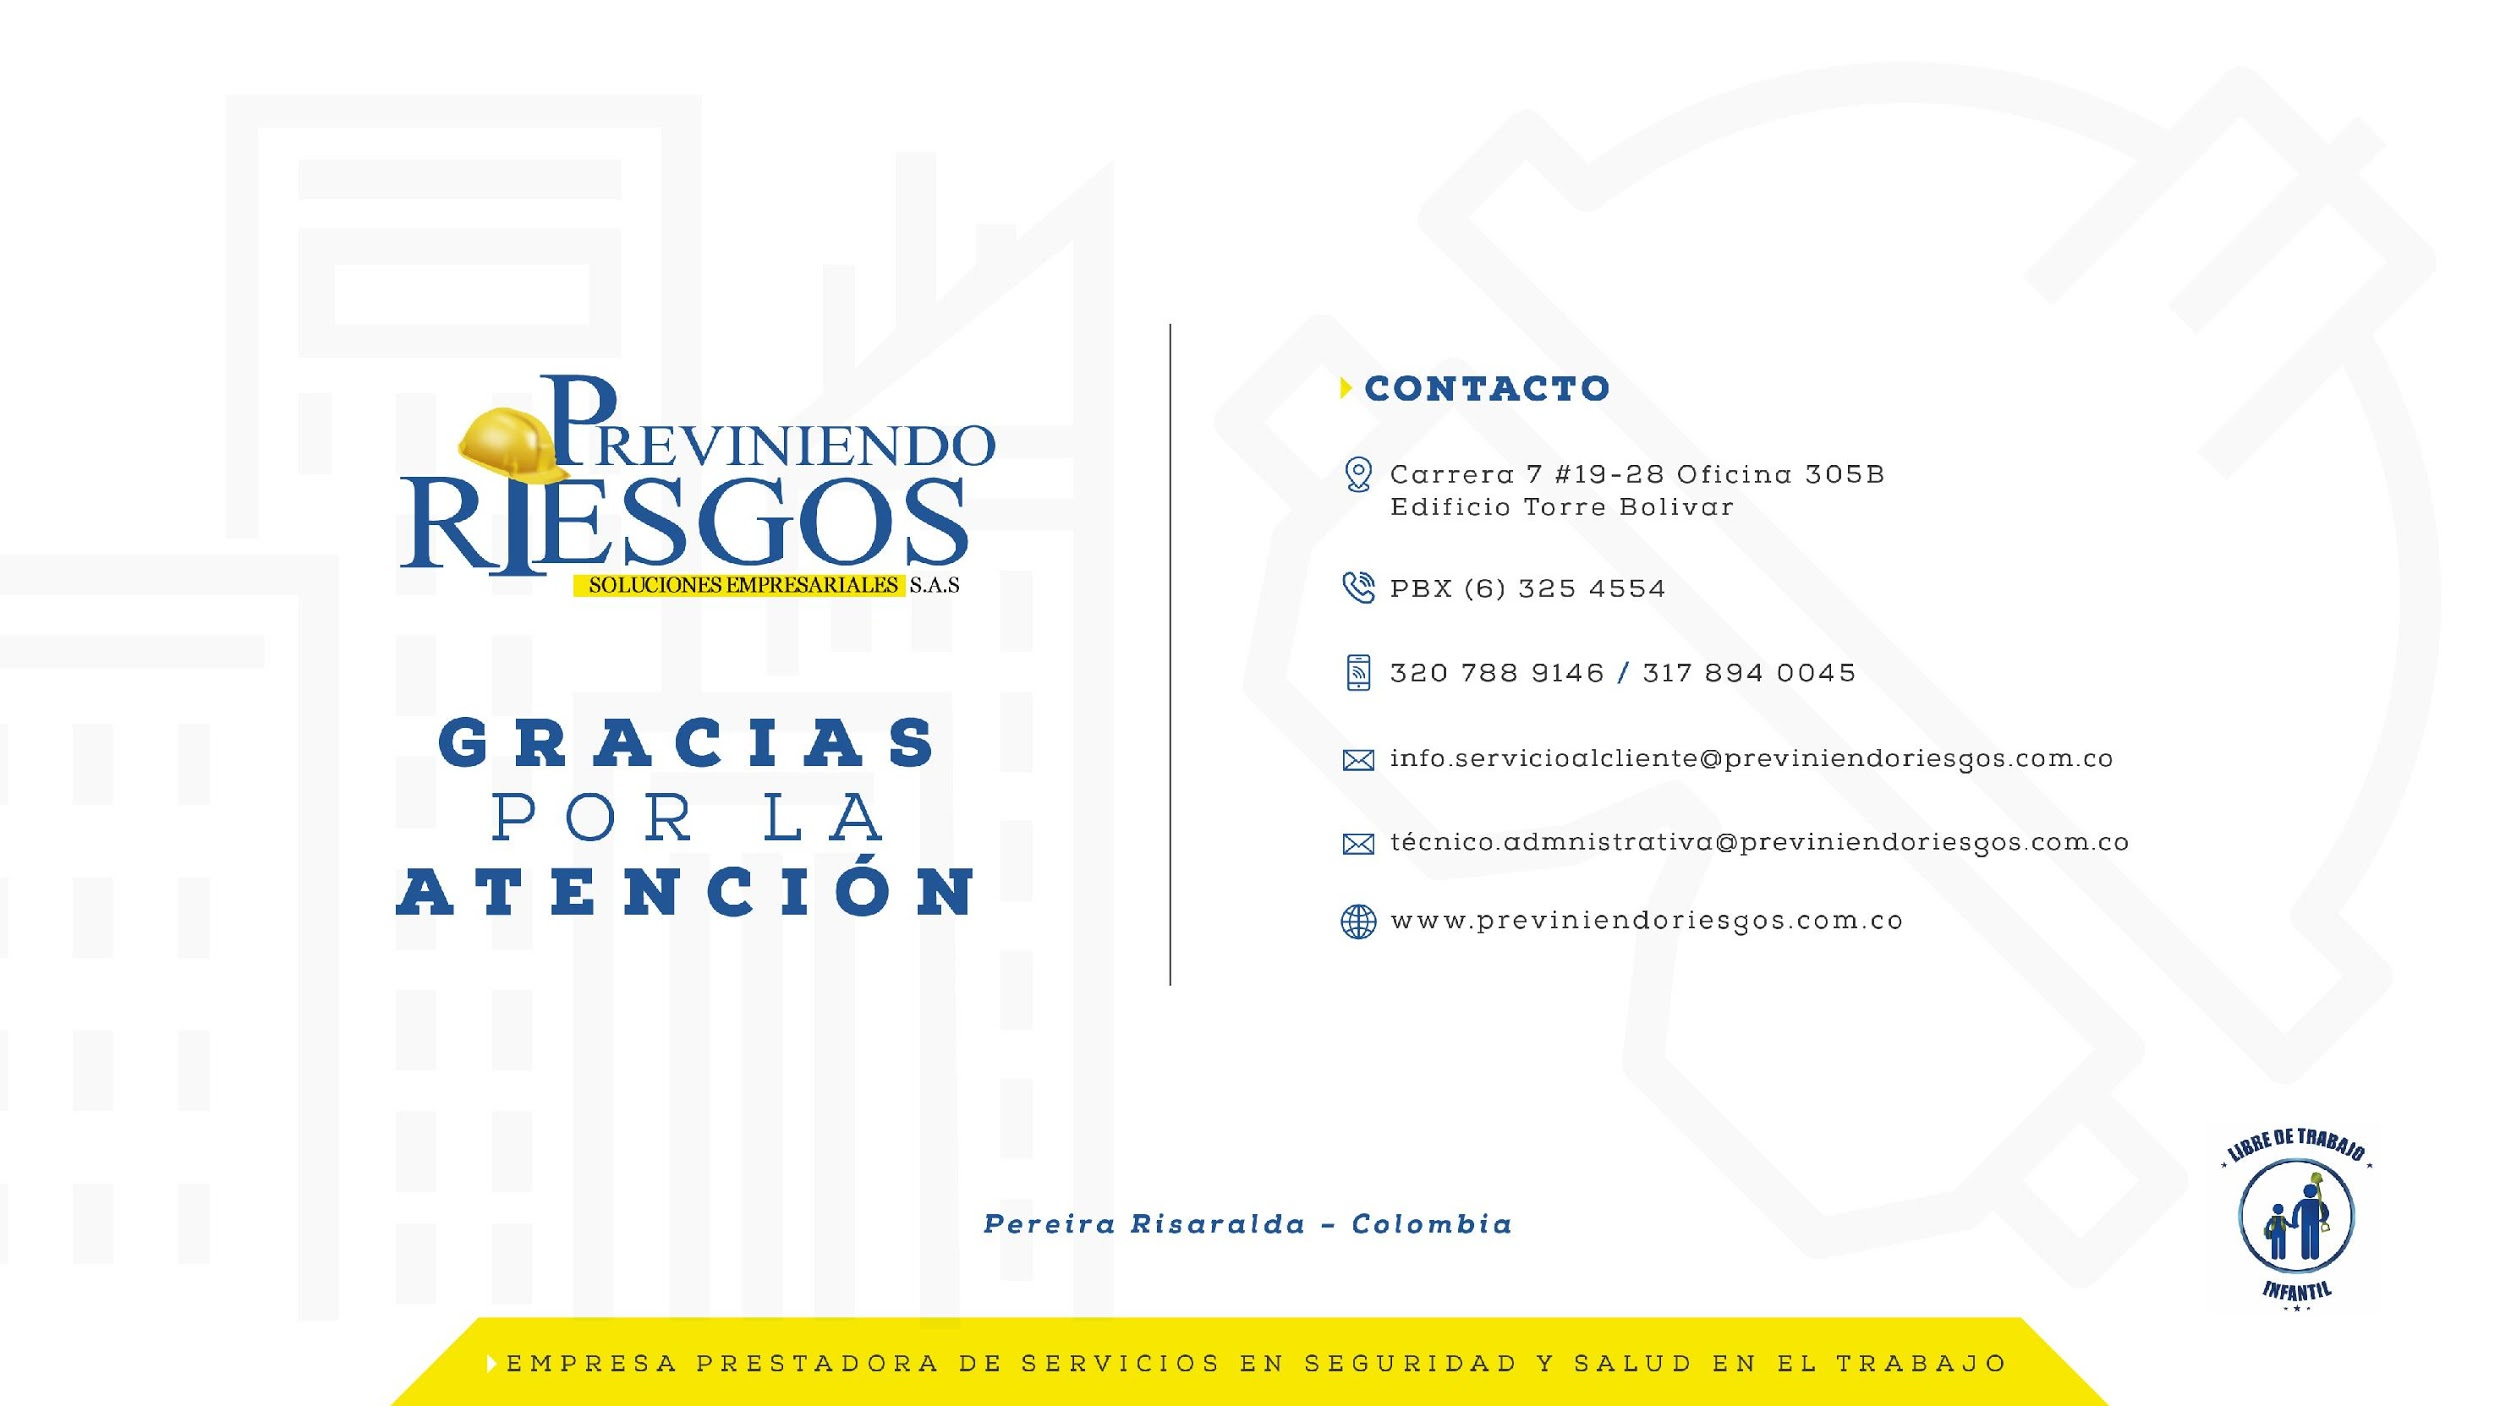 PREVINIENDO
RIESGOS
SOLUCIONES EMPRESARIALES S.A.S
GRACIAS
POR LA
ATENCIÓN
CONTACTO
Carrera 7 #19-28 Oficina 305B
Edificio Torre Bolivar
PBX (6) 325 4554
320 788 9146 / 317 894 0045
info.servicioalcliente@previniendoriesgos.com.co
técnico.admnistrativa@previniendoriesgos.com.co
www.previniendoriesgos.com.co
LIBRE DE TRABAJO
INFANTIL
Pereira Risaralda - Colombia
EMPRESA PRESTADORA DE SERVICIOS EN SEGURIDAD Y SALUD EN EL TRABAJO